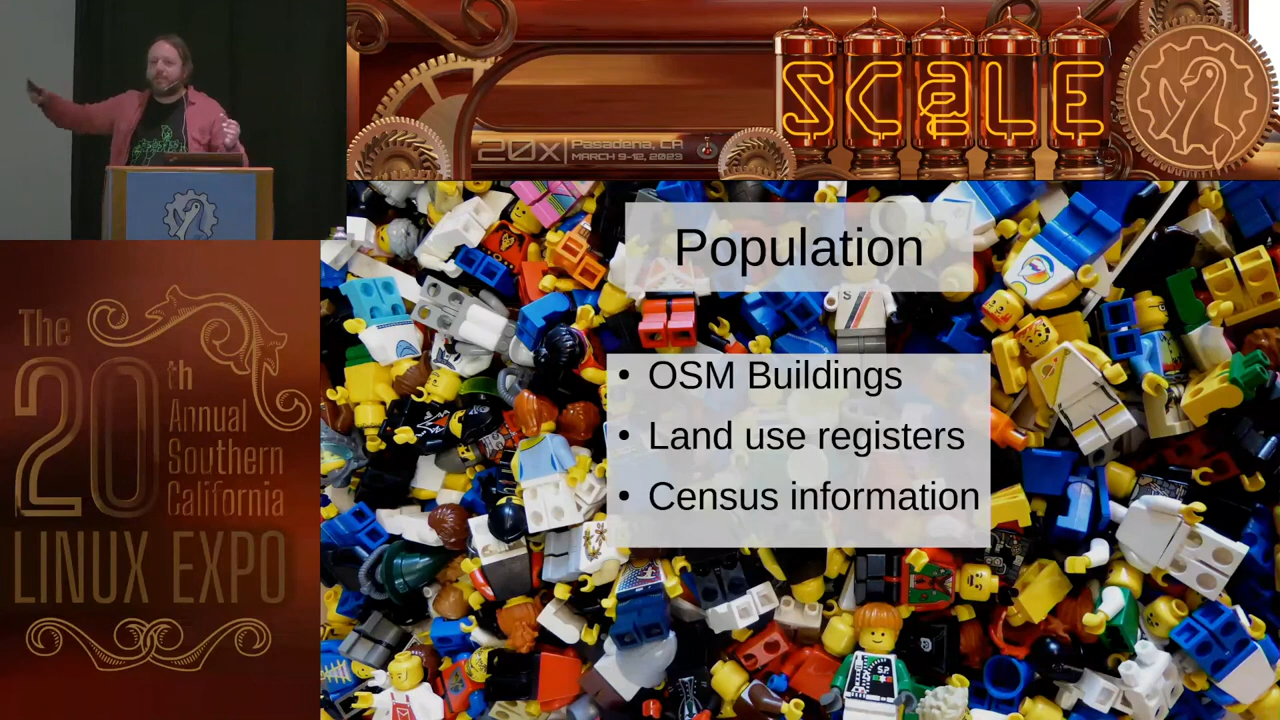 SCaLE
20x
Pasadena, CA
MARCH 9-12, 2023
The
20th
Annual
Southern
California
LINUX EXPO
Population
• OSM Buildings
• Land use registers
• Census information